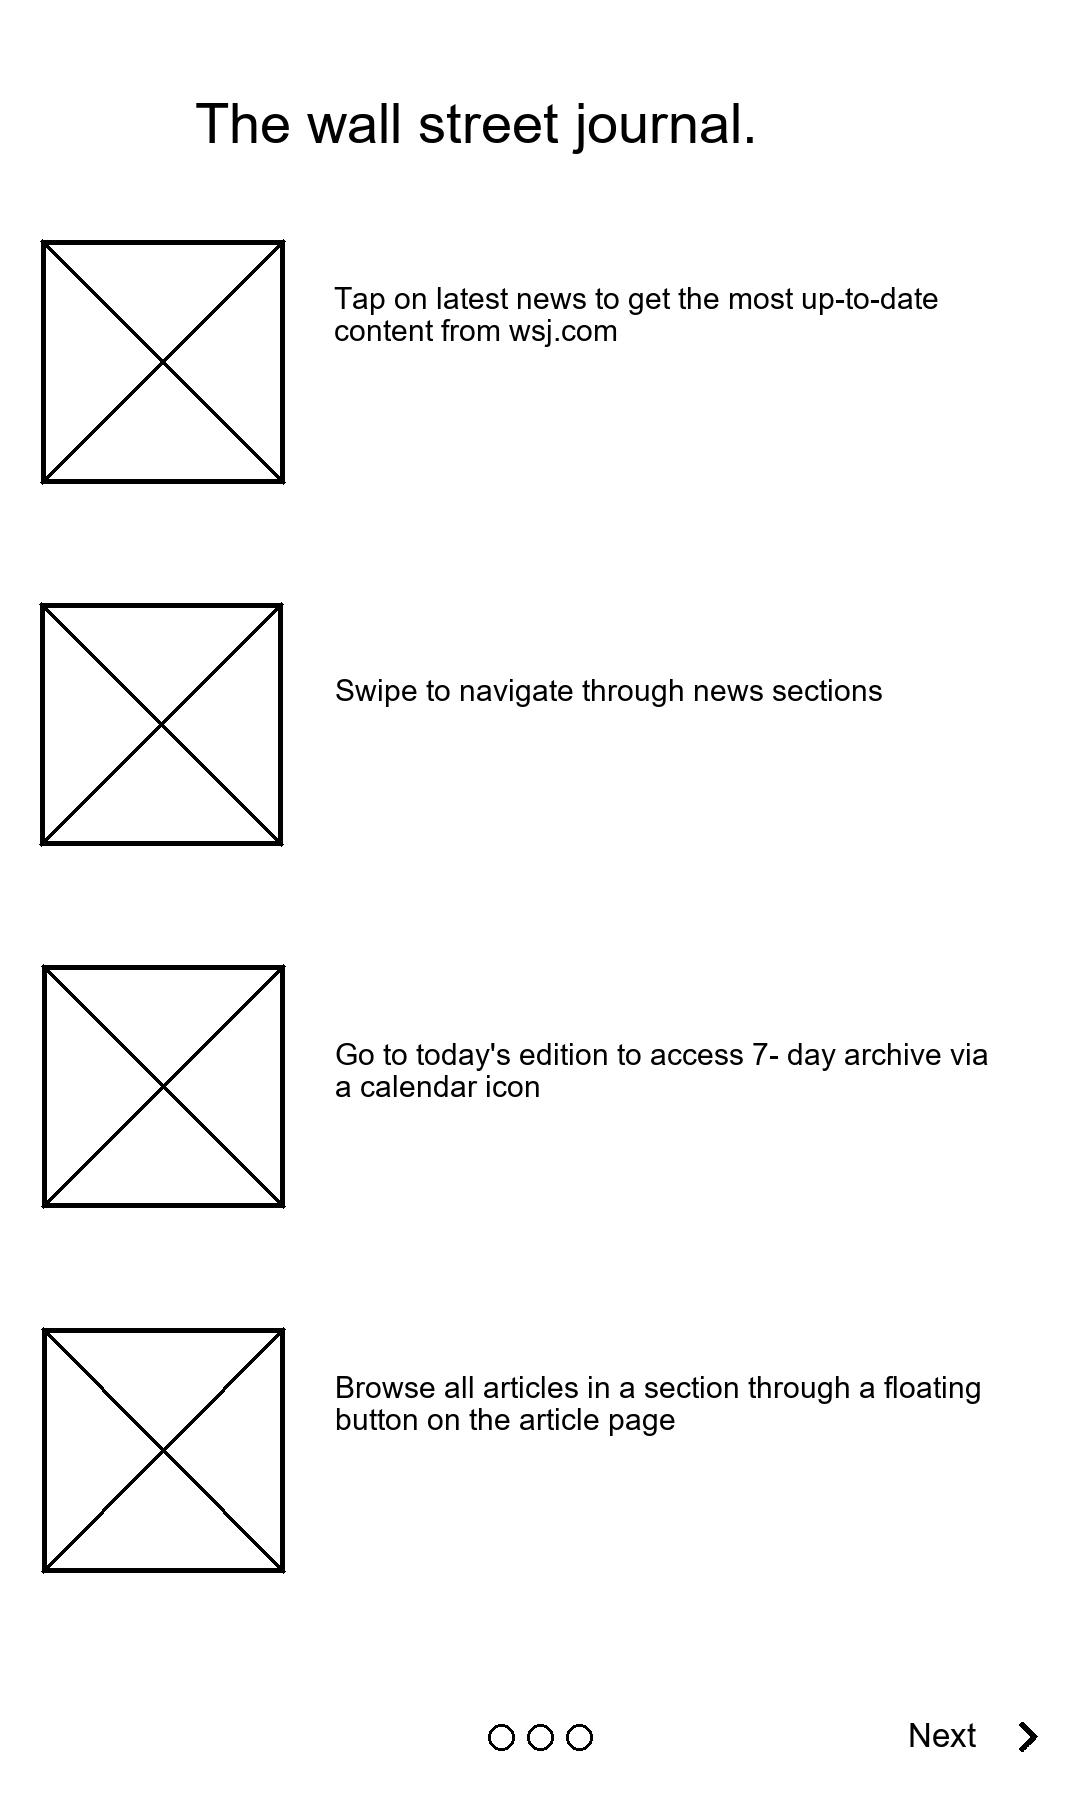 The wall street journal.
Tap on latest news to get the most up-to-date
content from wsj.com
Swipe to navigate through news sections
Go to today's edition to access 7- day archive via
a calendar icon
Browse all articles in a section through a floating
button on the article page
Next